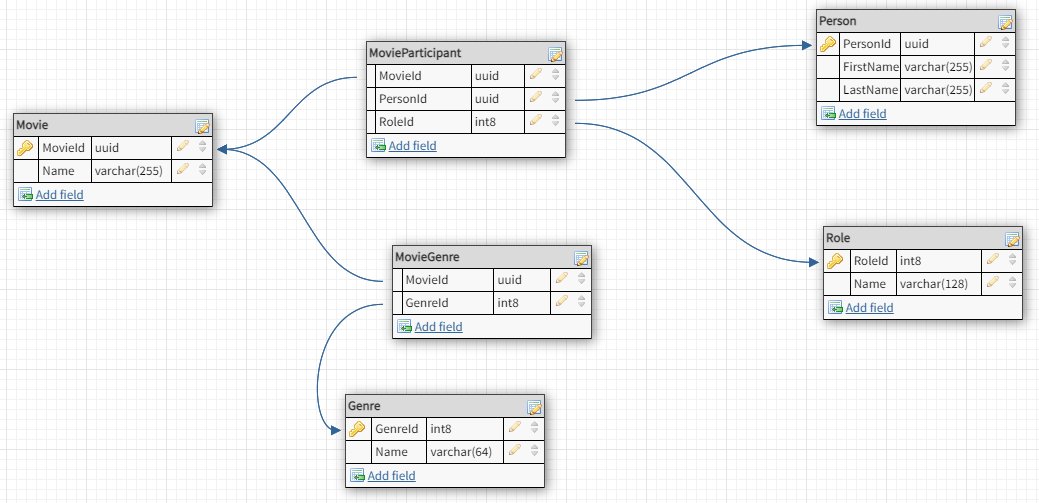 Movie
MovieId uuid
Name varchar(255)
Add field
MovieParticipant
MovieId uuid
PersonId uuid
RoleId int8
Add field
Person
PersonId uuid
FirstName varchar(255)
LastName varchar(255)
Add field
MovieGenre
MovieId uuid
GenreId int8
Add field
Role
RoleId int8
Name varchar(128)
Add field
Genre
GenreId int8
Name varchar(64)
Add field